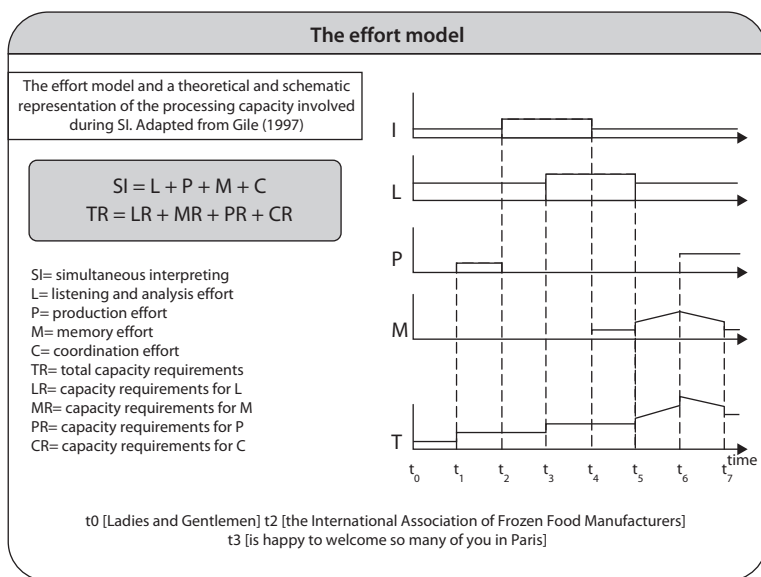 The effort model
The effort model and a theoretical and schematic
representation of the processing capacity involved
during SI. Adapted from Gile (1997)
SI = L + P + M + C
TR = LR + MR + PR + CR
SI= simultaneous interpreting
L= listening and analysis effort
P= production effort
M= memory effort
C= coordination effort
TR= total capacity requirements
LR= capacity requirements for L
MR= capacity requirements for M
PR= capacity requirements for P
CR= capacity requirements for C
I
L
P
M
T
time
t0 t1 t2 t3 t4 t5 t6 t7
t0 [Ladies and Gentlemen] t2 [the International Association of Frozen Food Manufacturers]
t3 [is happy to welcome so many of you in Paris]